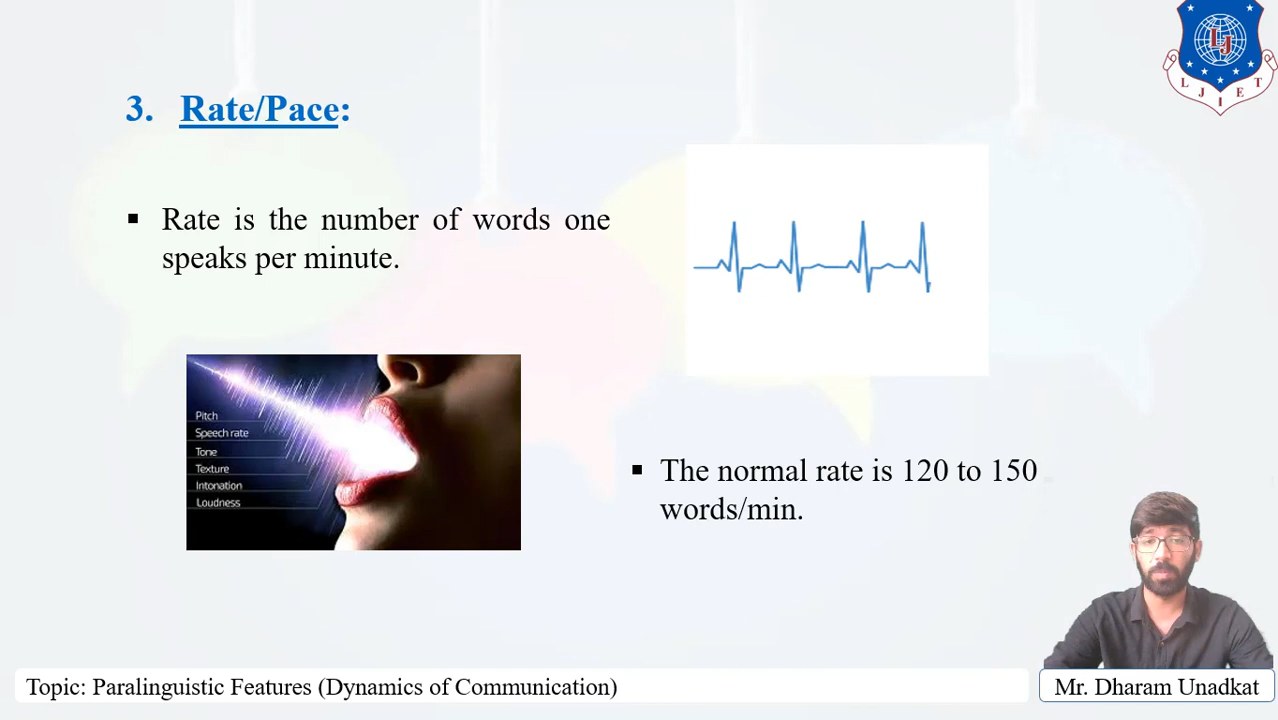 L J I E T
LJ
3. Rate/Pace:
▪ Rate is the number of words one
speaks per minute.
Pitch
Speech rate
Tone
Texture
Intonation
Loudness
▪ The normal rate is 120 to 150
words/min.
Topic: Paralinguistic Features (Dynamics of Communication)
Mr. Dharam Unadkat